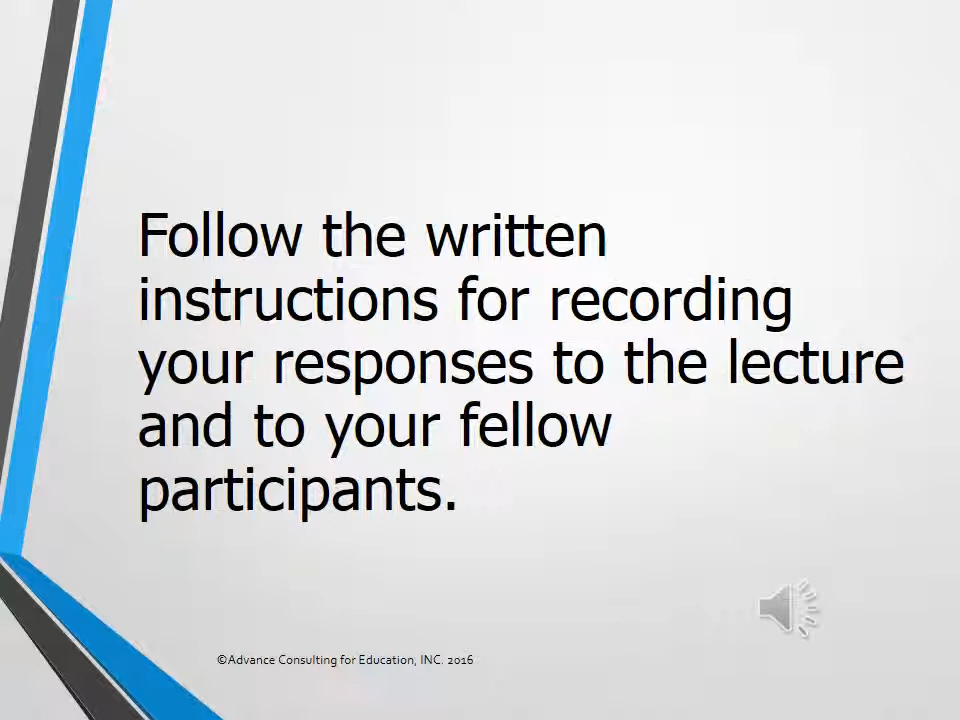 Follow the written
instructions for recording
your responses to the lecture
and to your fellow
participants.
©Advance Consulting for Education, INC. 2016